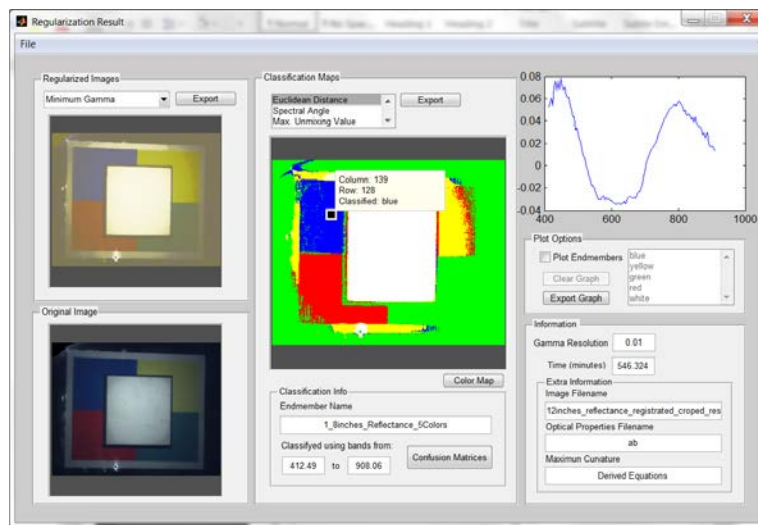 Regularization Result
File
Regularized Images
Minimum Gamma
Export
Original Image
Classification Maps
Euclidean Distance
Spectral Angle
Max. Unmixing Value
Export
Column: 139
Row: 128
Classified: blue
Color Map
Classification Info
Endmember Name
1_8inches_Reflectance_5Colors
Classifyed using bands from:
412.49 to 908.06
Confusion Matrices
0.08
0.06
0.04
0.02
0
-0.02
-0.04
400 600 800 1000
Plot Options
Plot Endmembers
Clear Graph
Export Graph
blue
yellow
green
red
white
Information
Gamma Resolution 0.01
Time (minutes) 546.324
Extra Information
Image Filename
12inches_reflectance_registrated_croped_res
Optical Properties Filename
ab
Maximun Curvature
Derived Equations